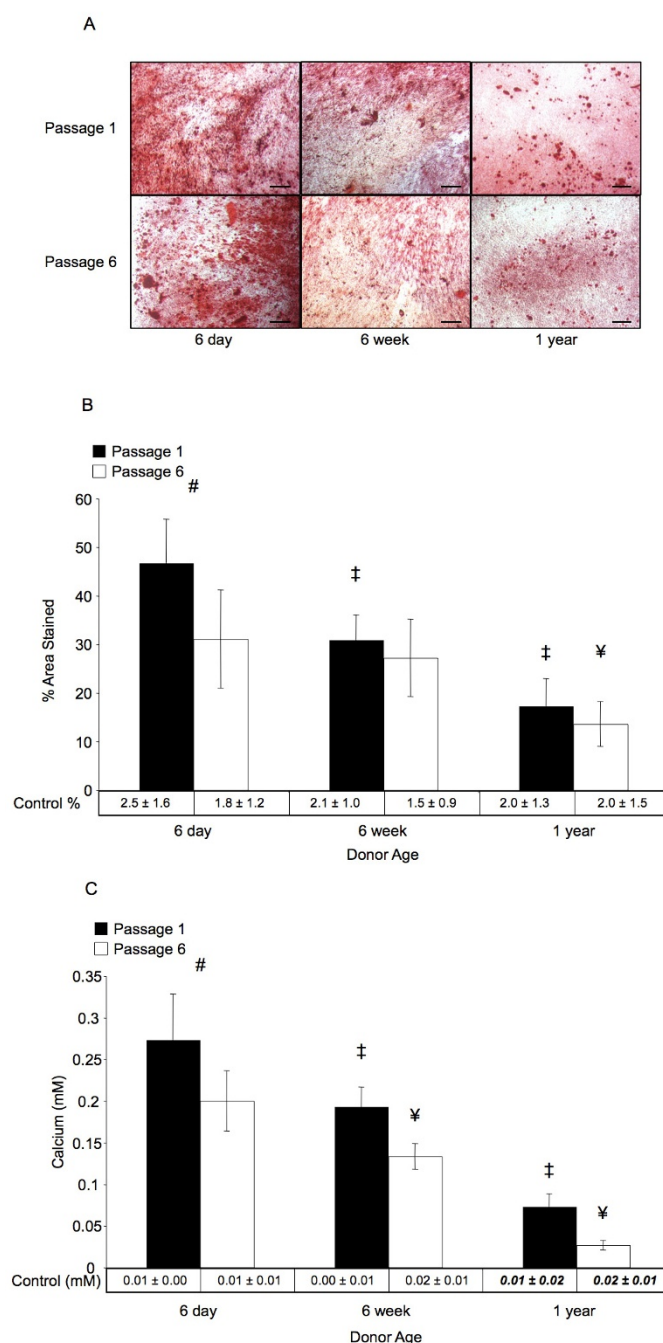 A
Passage 1
Passage 6
6 day 6 week 1 year
B
Passage 1
Passage 6
#
‡
‡ ¥
60
50
40
30
20
10
0
% Area Stained
Control % 2.5 ± 1.6 1.8 ± 1.2 2.1 ± 1.0 1.5 ± 0.9 2.0 ± 1.3 2.0 ± 1.5
6 day 6 week 1 year
Donor Age
C
Passage 1
Passage 6
#
‡
¥
‡
¥
0.35
0.3
0.25
0.2
0.15
0.1
0.05
0
Calcium (mM)
Control (mM) 0.01 ± 0.00 0.01 ± 0.01 0.00 ± 0.01 0.02 ± 0.01 0.01 ± 0.02 0.02 ± 0.01
6 day 6 week 1 year
Donor Age